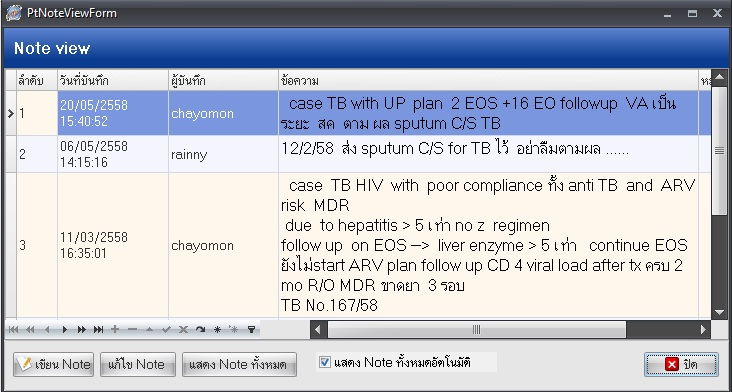 PtNoteViewForm
Note view
ลำดับ วันที่บันทึก ผู้บันทึก ข้อความ
1 20/05/2558 15:40:52 chayomon case TB with UP plan 2 EOS +16 EO followup VA เป็น
ระยะ สค ตาม ผล sputum C/S TB
2 06/05/2558 14:15:16 rainny 12/2/58 ส่ง sputum C/S for TB ไว้ อย่าลืมตามผล ......
3 11/03/2558 16:35:01 chayomon case TB HIV with poor compliance ทั้ง anti TB and ARV
risk MDR
due to hepatitis > 5 เท่า no z regimen
follow up on EOS —> liver enzyme > 5 เท่า continue EOS
ยังไม่start ARV plan follow up CD 4 viral load after tx ครบ 2
mo R/O MDR ขาดยา 3 รอบ
TB No.167/58
เขียน Note แก้ไข Note แสดง Note ทั้งหมด แสดง Note ทั้งหมดอัตโนมัติ ปิด